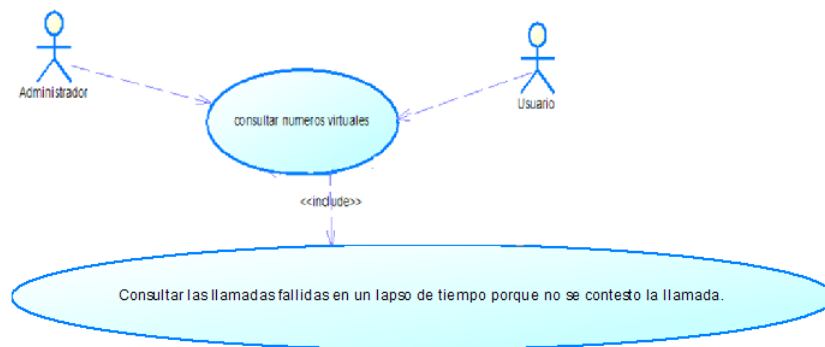 Administrador
Usuario
consultar numeros virtuales
<<include>>
Consultar las llamadas fallidas en un lapso de tiempo porque no se contesto la llamada.